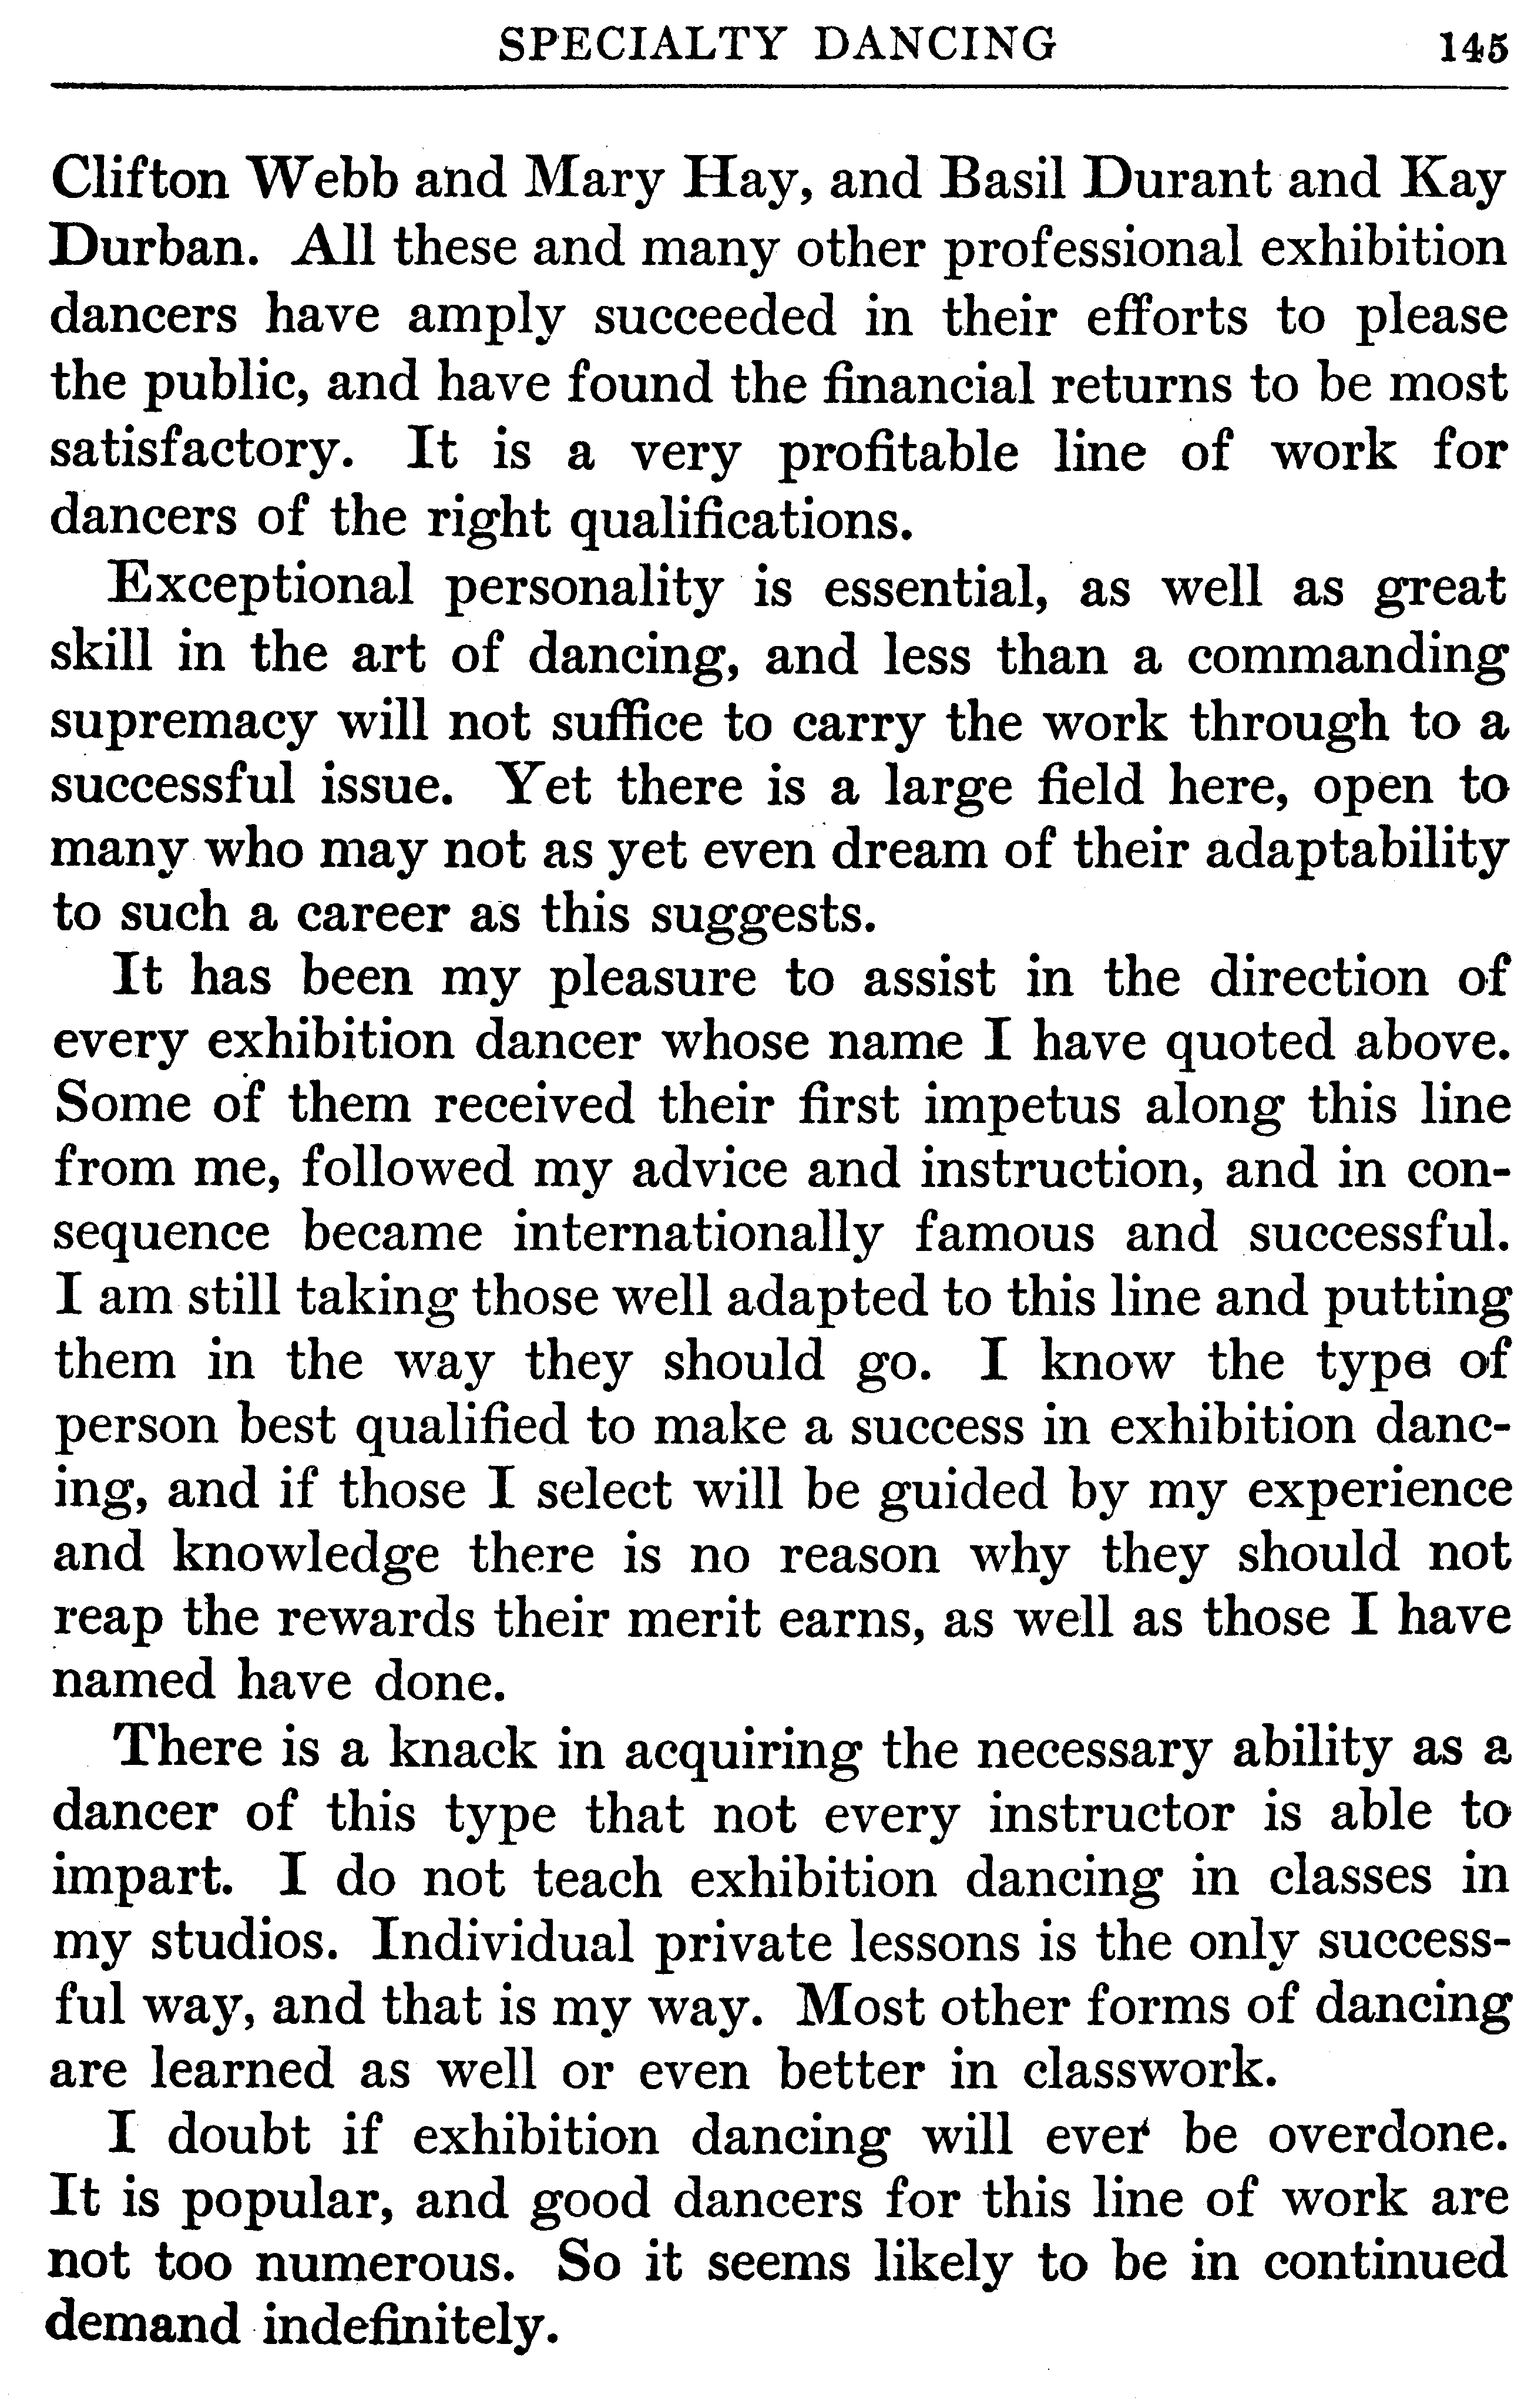 SPECIALTY DANCING 145
Clifton Webb and Mary Hay, and Basil Durant and Kay
Durban. All these and many other professional exhibition
dancers have amply succeeded in their efforts to please
the public, and have found the financial returns to be most
satisfactory. It is a very profitable line of work for
dancers of the right qualifications.
Exceptional personality is essential, as well as great
skill in the art of dancing, and less than a commanding
supremacy will not suffice to carry the work through to a
successful issue. Yet there is a large field here, open to
many who may not as yet even dream of their adaptability
to such a career as this suggests.
It has been my pleasure to assist in the direction of
every exhibition dancer whose name I have quoted above.
Some of them received their first impetus along this line
from me, followed my advice and instruction, and in con-
sequence became internationally famous and successful.
I am still taking those well adapted to this line and putting
them in the way they should go. I know the type of
person best qualified to make a success in exhibition danc-
ing, and if those I select will be guided by my experience
and knowledge there is no reason why they should not
reap the rewards their merit earns, as well as those I have
named have done.
There is a knack in acquiring the necessary ability as a
dancer of this type that not every instructor is able to
impart. I do not teach exhibition dancing in classes in
my studios. Individual private lessons is the only success-
ful way, and that is my way. Most other forms of dancing
are learned as well or even better in classwork.
I doubt if exhibition dancing will ever be overdone.
It is popular, and good dancers for this line of work are
not too numerous. So it seems likely to be in continued
demand indefinitely.